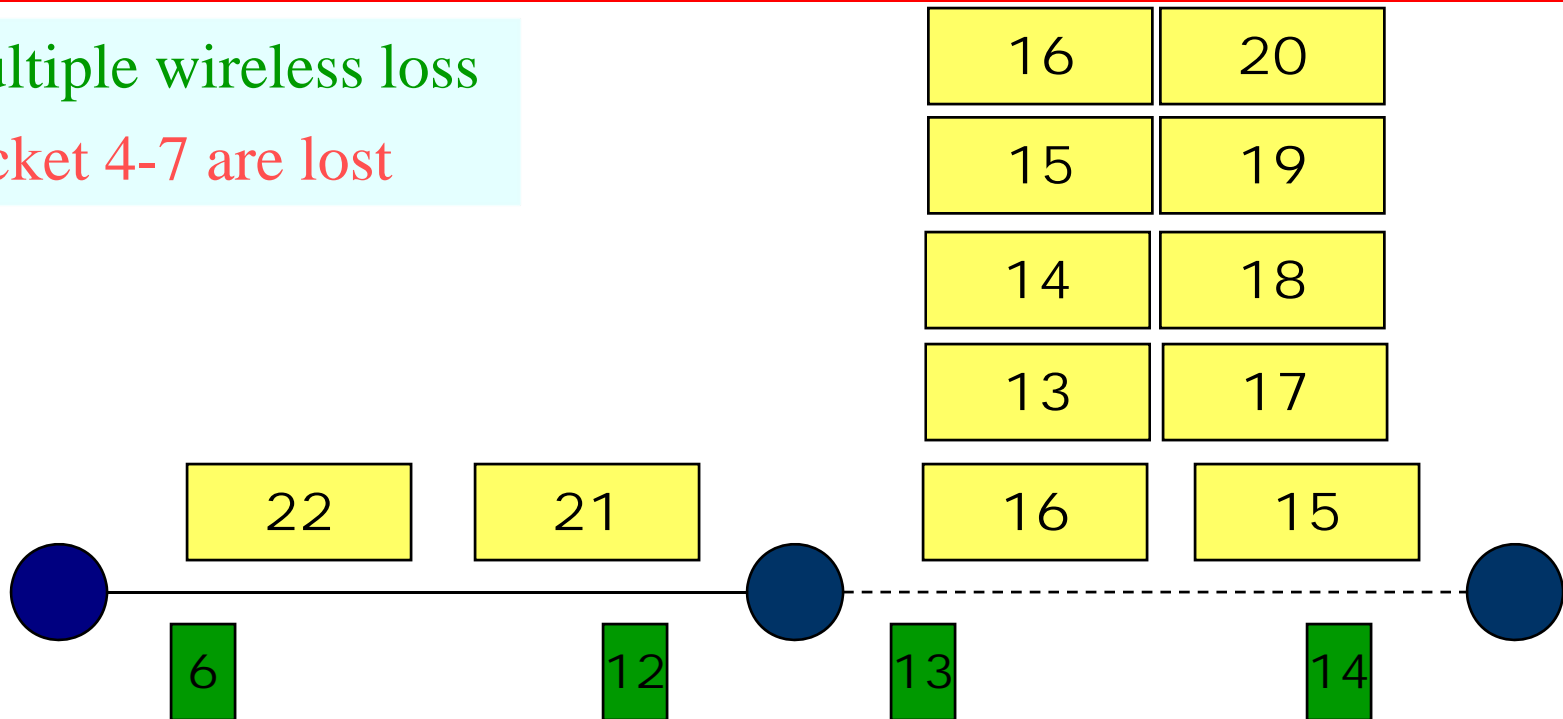 ultiple wireless loss
cket 4-7 are lost
16 20
15 19
14 18
13 17
22 21 16 15
6 12 13 14